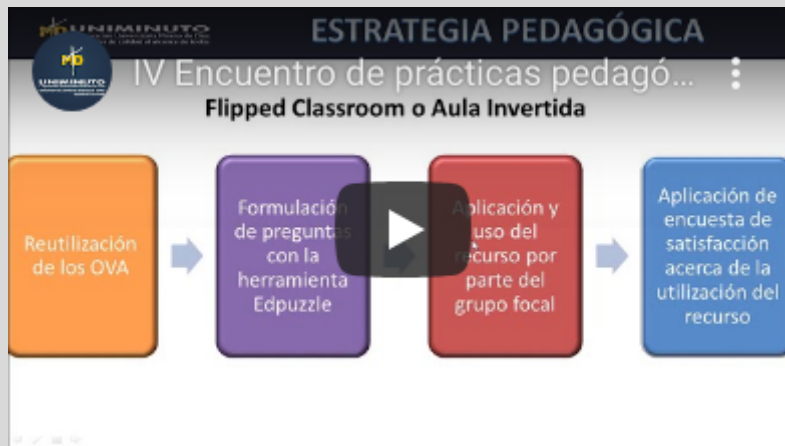 UNIMINUTO
ESTRATEGIA PEDAGÓGICA
UNIMINUTO
IV Encuentro de prácticas pedagó...
Flipped Classroom o Aula Invertida
Reutilización
de los OVA
Formulación
de preguntas
con la
herramienta
Edpuzzle
Aplicación y
uso del
recurso por
parte del
grupo focal
Aplicación de
encuesta de
satisfacción
acerca de la
utilización del
recurso